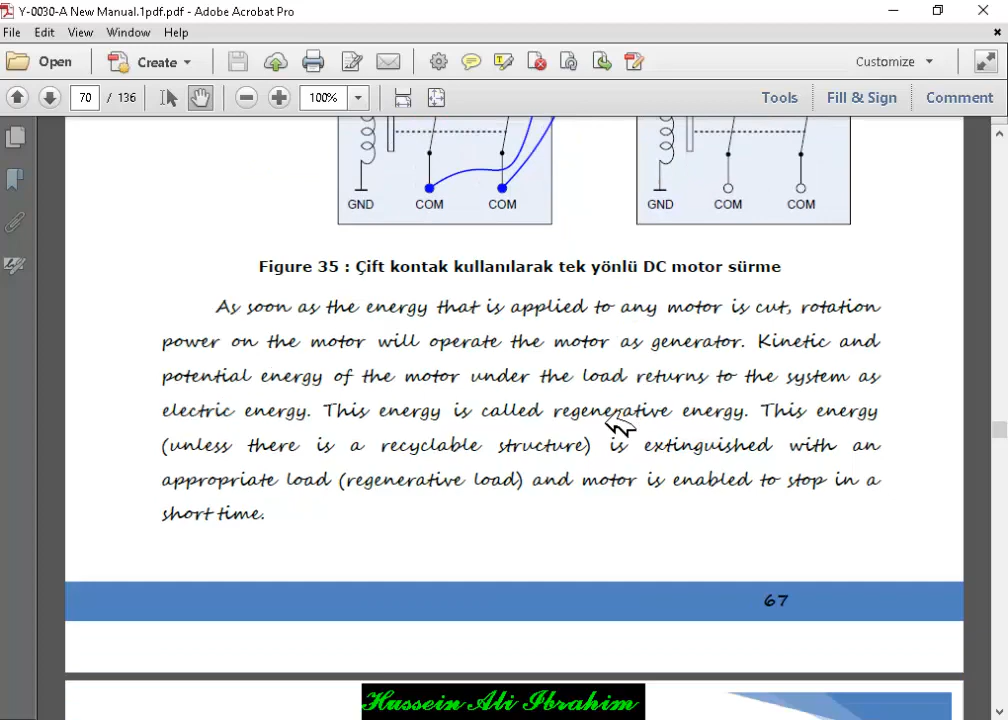 Y-0030-A New Manual.1pdf.pdf - Adobe Acrobat Pro
File Edit View Window Help
Open Create Customize
70 / 136 100% Tools Fill & Sign Comment
GND COM COM GND COM COM
Figure 35 : Çift kontak kullanılarak tek yönlü DC motor sürme
As soon as the energy that is applied to any motor is cut, rotation
power on the motor will operate the motor as generator. Kinetic and
potential energy of the motor under the load returns to the system as
electric energy. This energy is called regenerative energy. This energy
(unless there is a recyclable structure) is extinguished with an
appropriate load (regenerative load) and motor is enabled to stop in a
short time.
67
Hussein Ali Ibrahim